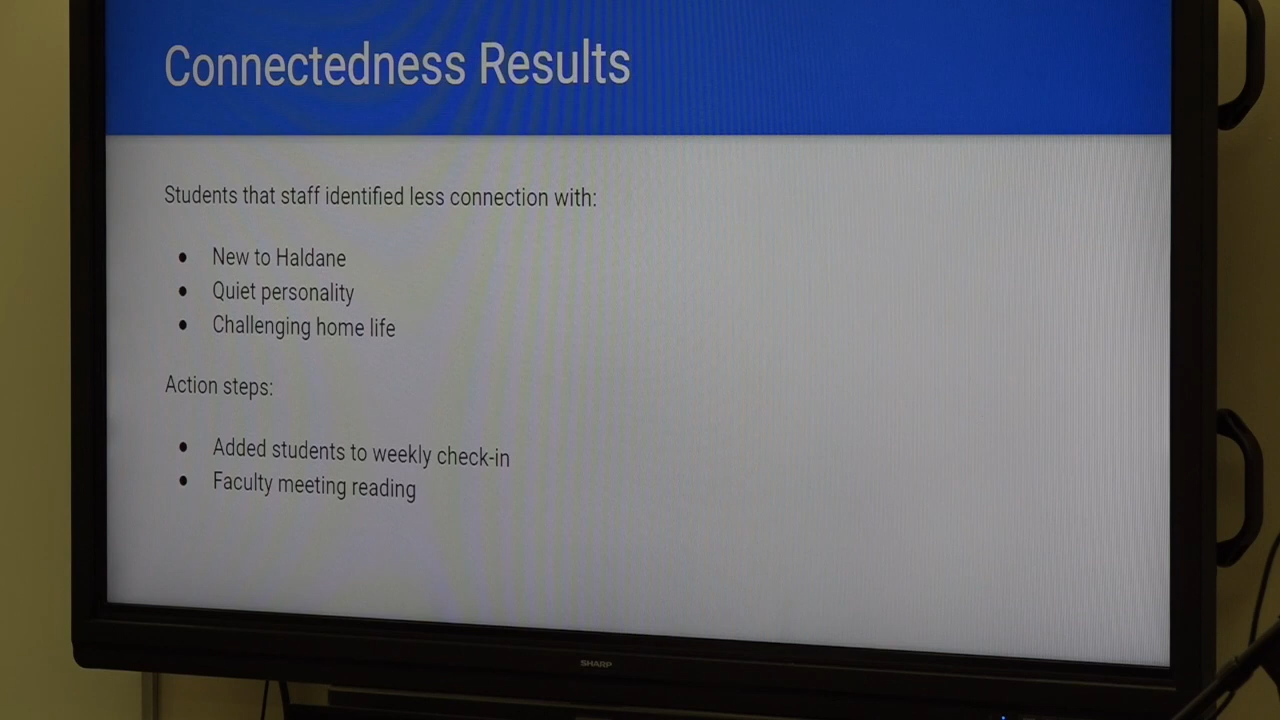 Connectedness Results
Students that staff identified less connection with:
● New to Haldane
● Quiet personality
● Challenging home life
Action steps:
● Added students to weekly check-in
● Faculty meeting reading
SHARP